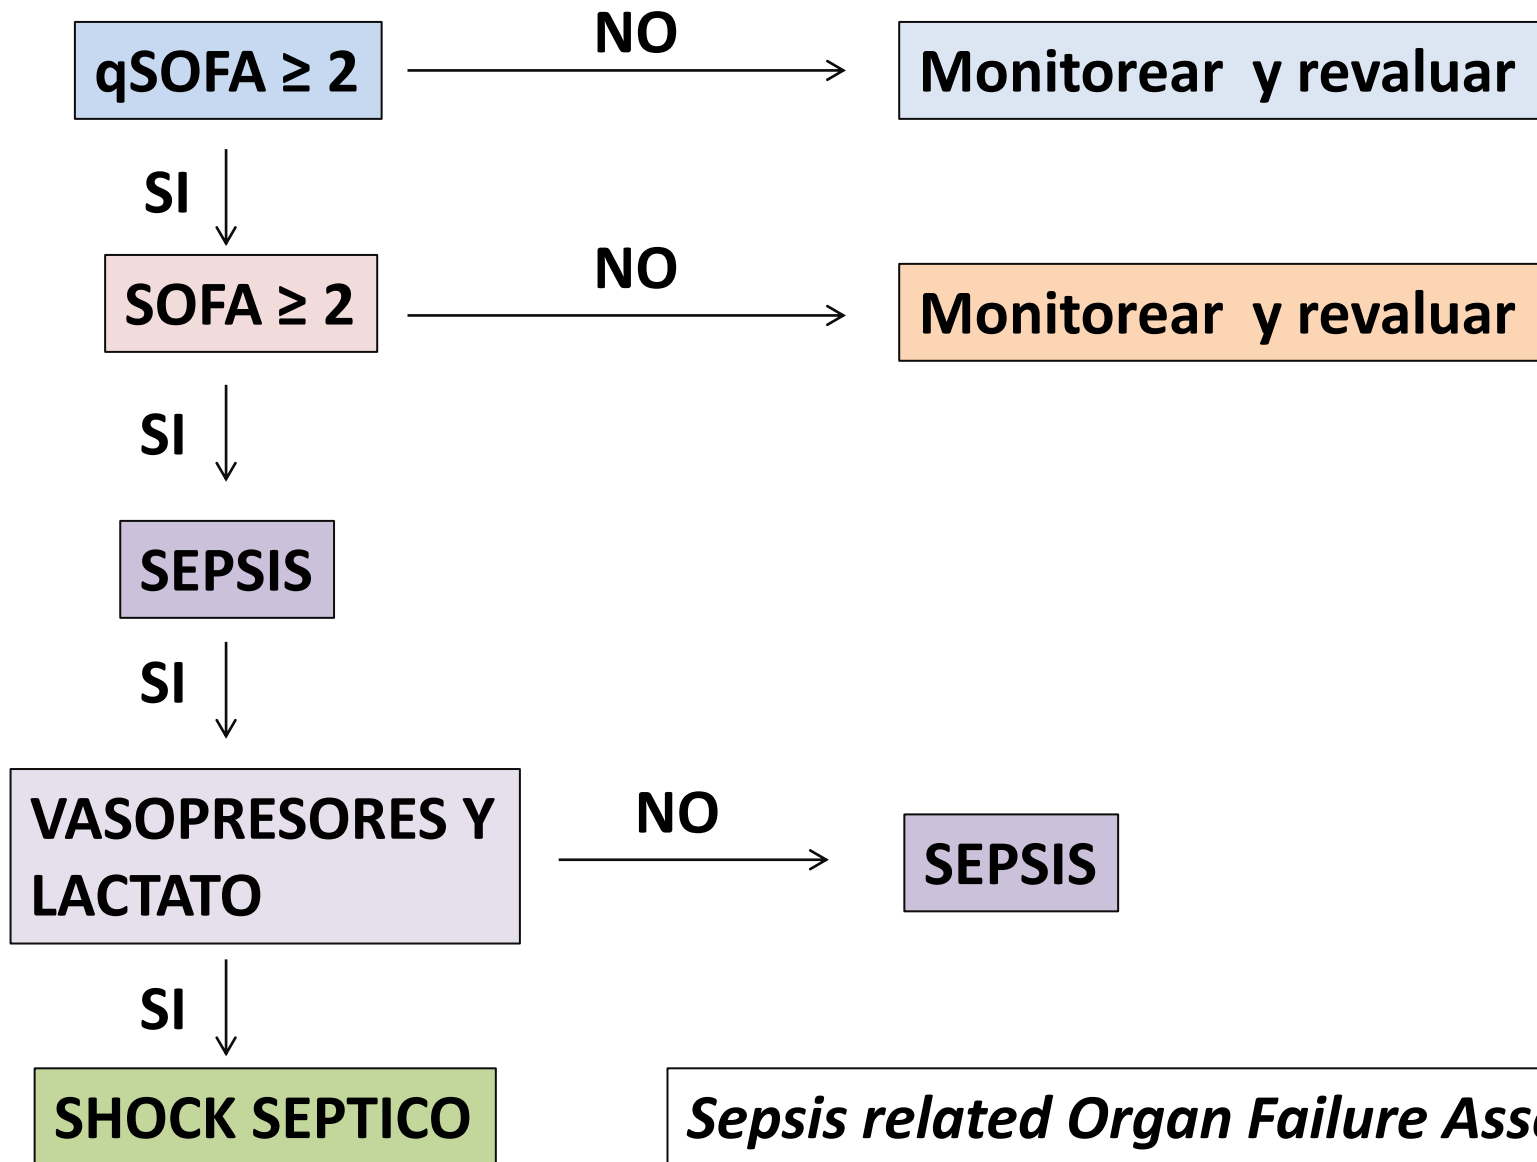 qSOFA ≥ 2
NO
Monitorear y revaluar
SI
SOFA ≥ 2
NO
Monitorear y revaluar
SI
SEPSIS
SI
VASOPRESORES Y
LACTATO
NO
SEPSIS
SI
SHOCK SEPTICO
Sepsis related Organ Failure